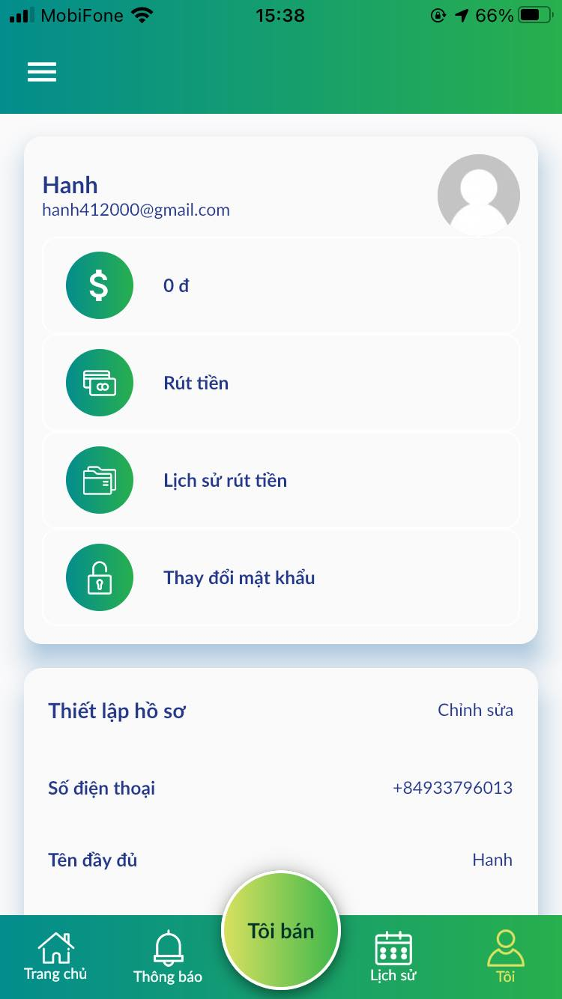 MobiFone 15:38 66%
Hanh
hanh412000@gmail.com
$ 0 đ
Rút tiền
Lịch sử rút tiền
Thay đổi mật khẩu
Thiết lập hồ sơ Chỉnh sửa
Số điện thoại +84933796013
Tên đầy đủ Hanh
Trang chủ Thông báo Tôi bán Lịch sử Tôi